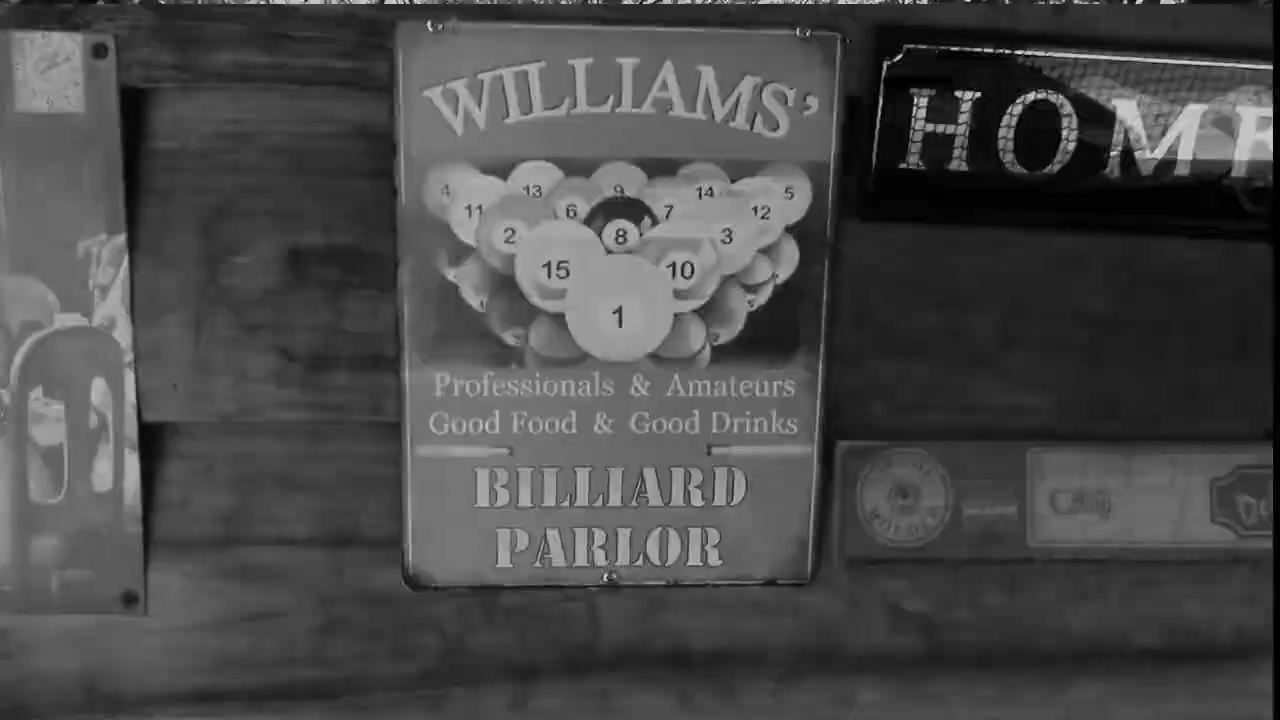 WILLIAMS'
4 13 9 14 5
11 6 7 12
2 8 3
15 10
1
Professionals & Amateurs
Good Food & Good Drinks
BILLIARD
PARLOR
HOME